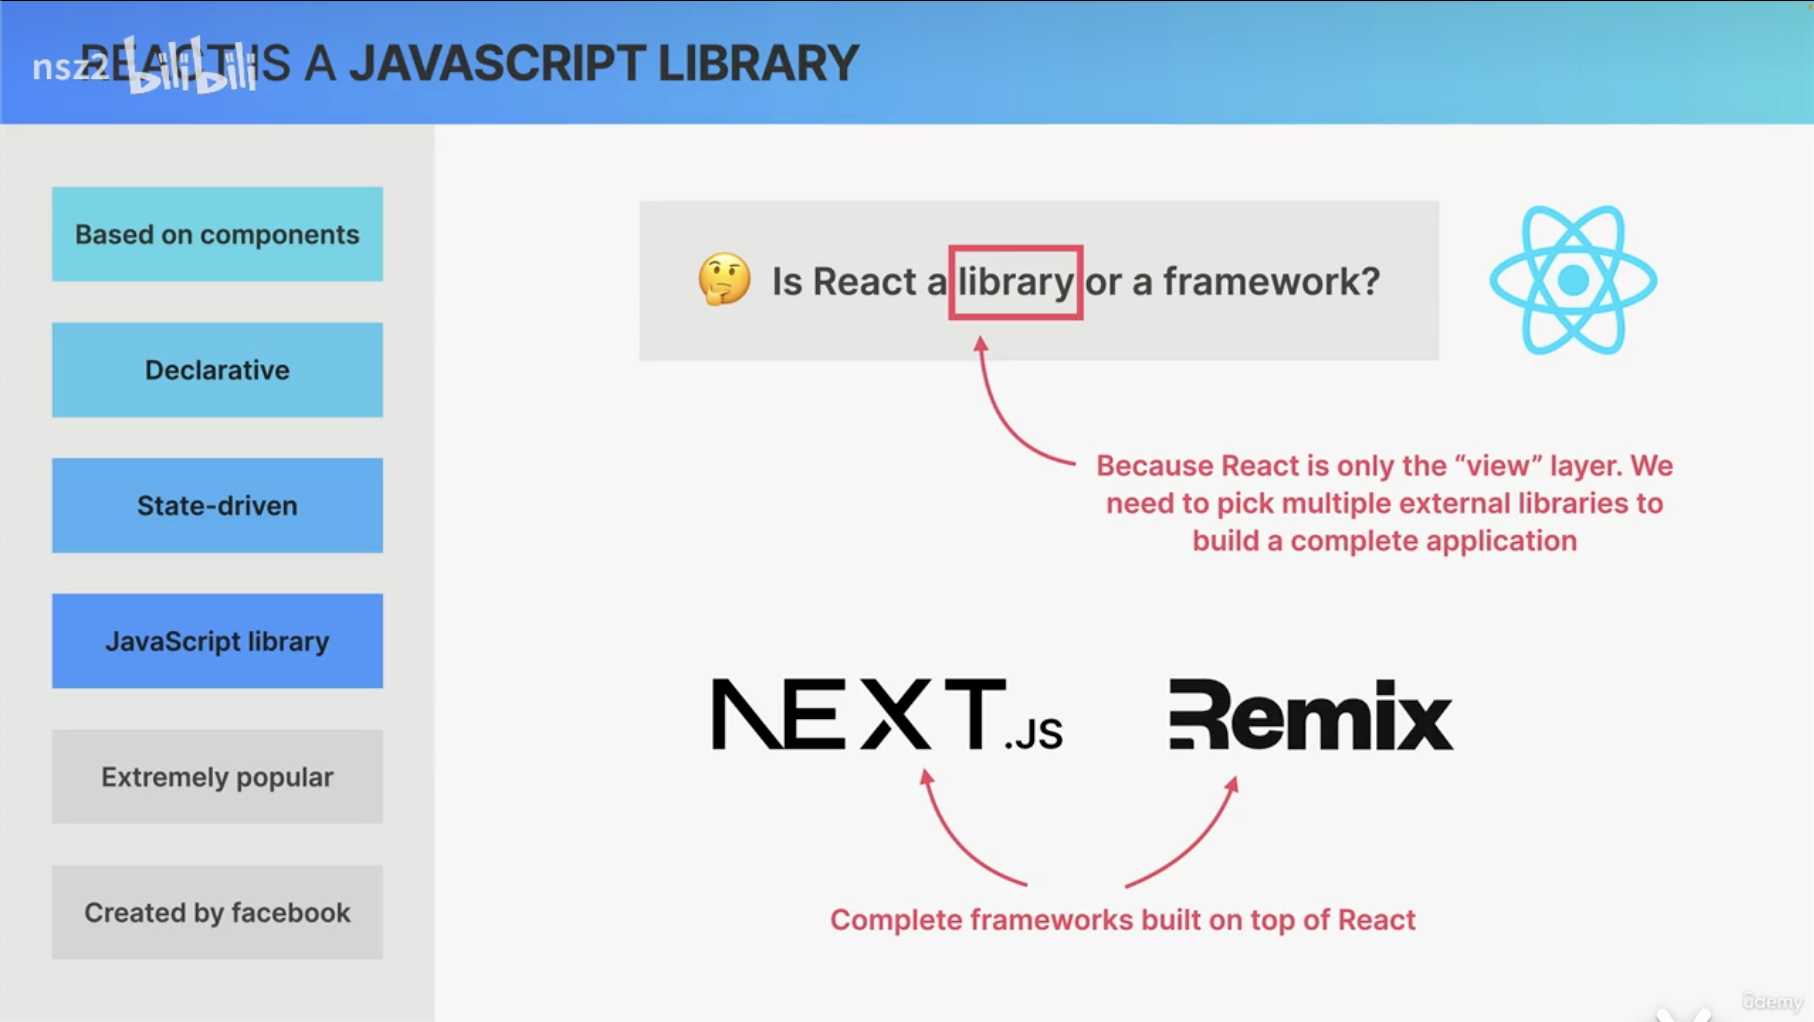 REACT IS A JAVASCRIPT LIBRARY
nsz2 bilibili
Based on components
Declarative
State-driven
JavaScript library
Extremely popular
Created by facebook
Is React a library or a framework?
Because React is only the “view” layer. We
need to pick multiple external libraries to
build a complete application
NEXT.JS
Remix
Complete frameworks built on top of React
ûdemy